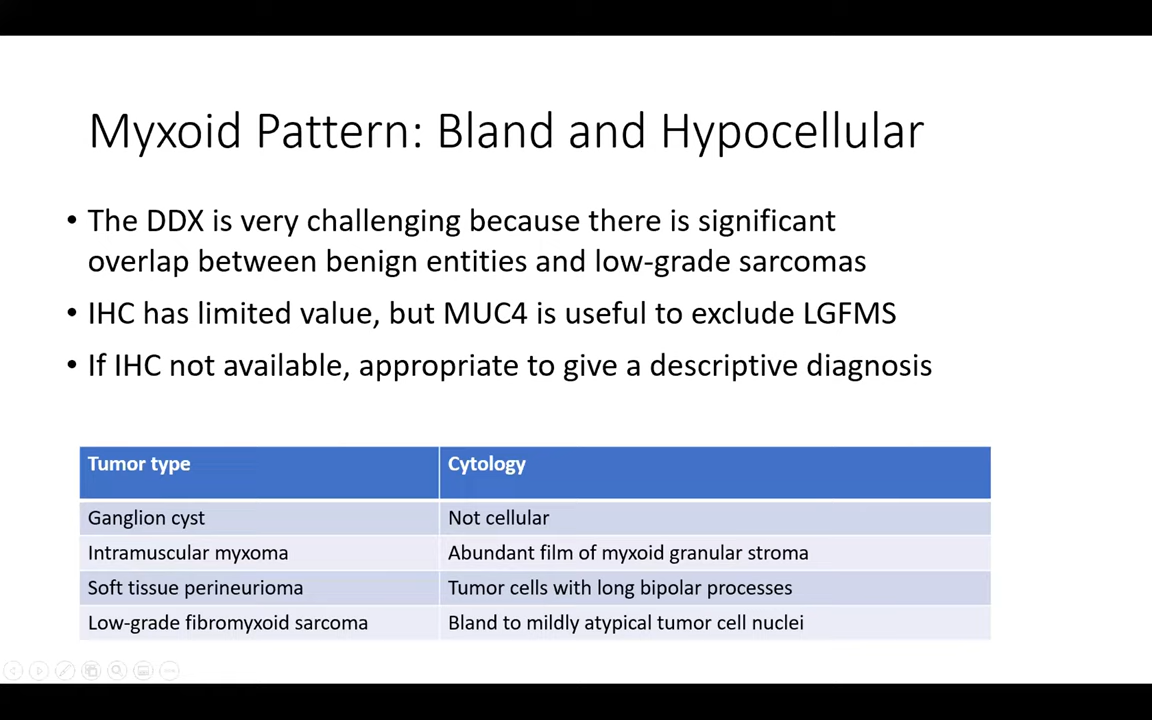 Myxoid Pattern: Bland and Hypocellular
• The DDX is very challenging because there is significant
overlap between benign entities and low-grade sarcomas
• IHC has limited value, but MUC4 is useful to exclude LGFMS
• If IHC not available, appropriate to give a descriptive diagnosis
Tumor type Cytology
Ganglion cyst Not cellular
Intramuscular myxoma Abundant film of myxoid granular stroma
Soft tissue perineurioma Tumor cells with long bipolar processes
Low-grade fibromyxoid sarcoma Bland to mildly atypical tumor cell nuclei